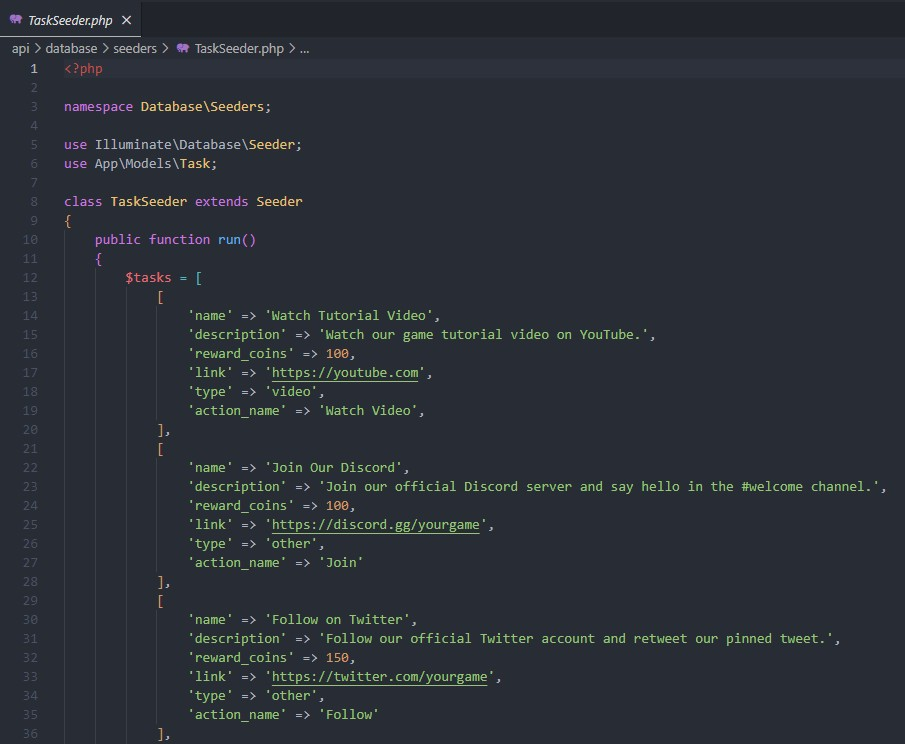 TaskSeeder.php ×
api > database > seeders > TaskSeeder.php > ...
1 <?php
2
3 namespace Database\Seeders;
4
5 use Illuminate\Database\Seeder;
6 use App\Models\Task;
7
8 class TaskSeeder extends Seeder
9 {
10     public function run()
11     {
12         $tasks = [
13             [
14                 'name' => 'Watch Tutorial Video',
15                 'description' => 'Watch our game tutorial video on YouTube.',
16                 'reward_coins' => 100,
17                 'link' => 'https://youtube.com',
18                 'type' => 'video',
19                 'action_name' => 'Watch Video',
20             ],
21             [
22                 'name' => 'Join Our Discord',
23                 'description' => 'Join our official Discord server and say hello in the #welcome channel.',
24                 'reward_coins' => 100,
25                 'link' => 'https://discord.gg/yourgame',
26                 'type' => 'other',
27                 'action_name' => 'Join'
28             ],
29             [
30                 'name' => 'Follow on Twitter',
31                 'description' => 'Follow our official Twitter account and retweet our pinned tweet.',
32                 'reward_coins' => 150,
33                 'link' => 'https://twitter.com/yourgame',
34                 'type' => 'other',
35                 'action_name' => 'Follow'
36             ],